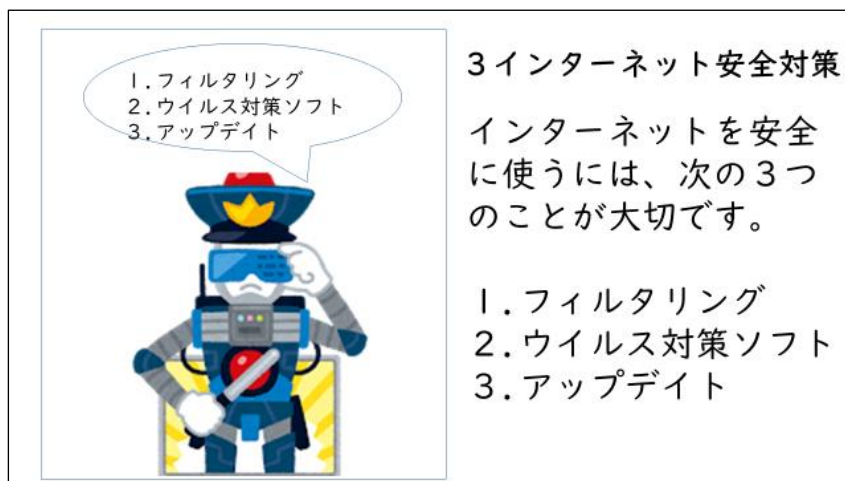 1.フィルタリング
2.ウイルス対策ソフト
3.アップデイト
3インターネット安全対策
インターネットを安全
に使うには、次の3つ
のことが大切です。
1.フィルタリング
2.ウイルス対策ソフト
3.アップデイト